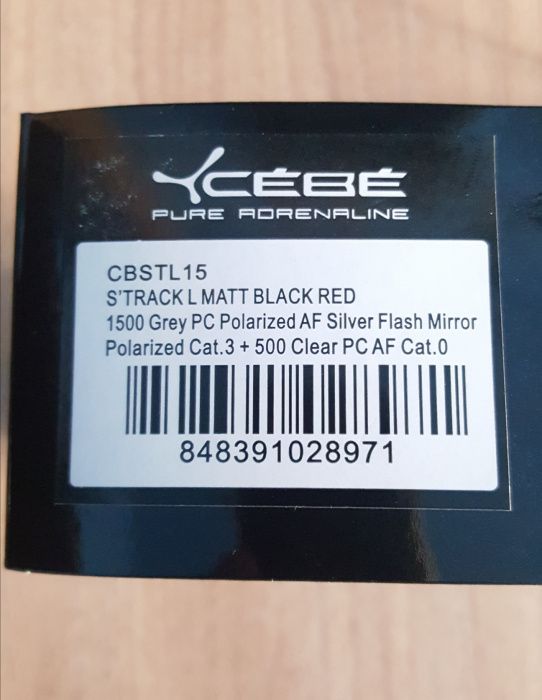 CÉBÉ
PURE ADRENALINE
CBSTL15
S'TRACK L MATT BLACK RED
1500 Grey PC Polarized AF Silver Flash Mirror
Polarized Cat.3 + 500 Clear PC AF Cat.0
848391028971